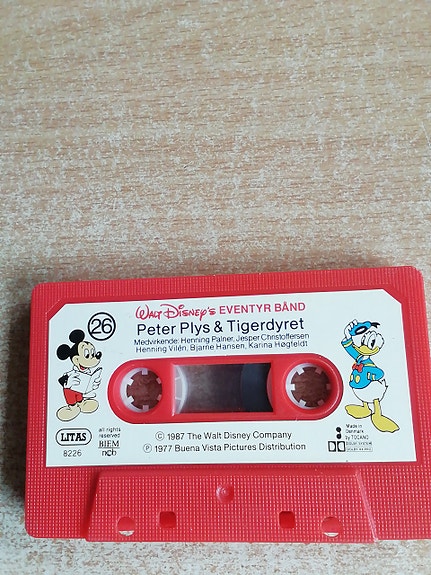 WALT DISNEY'S EVENTYR BÅND
26
Peter Plys & Tigerdyret
Medvirkende: Henning Palner, Jesper Christoffersen
Henning Vilén, Bjarne Hansen, Karina Høgfeldt
LITAS
8226
all rights
reserved
BIEM
ncb
© 1987 The Walt Disney Company
Ⓟ 1977 Buena Vista Pictures Distribution
Made in
Denmark
by TOCANO
DOLBY SYSTEM